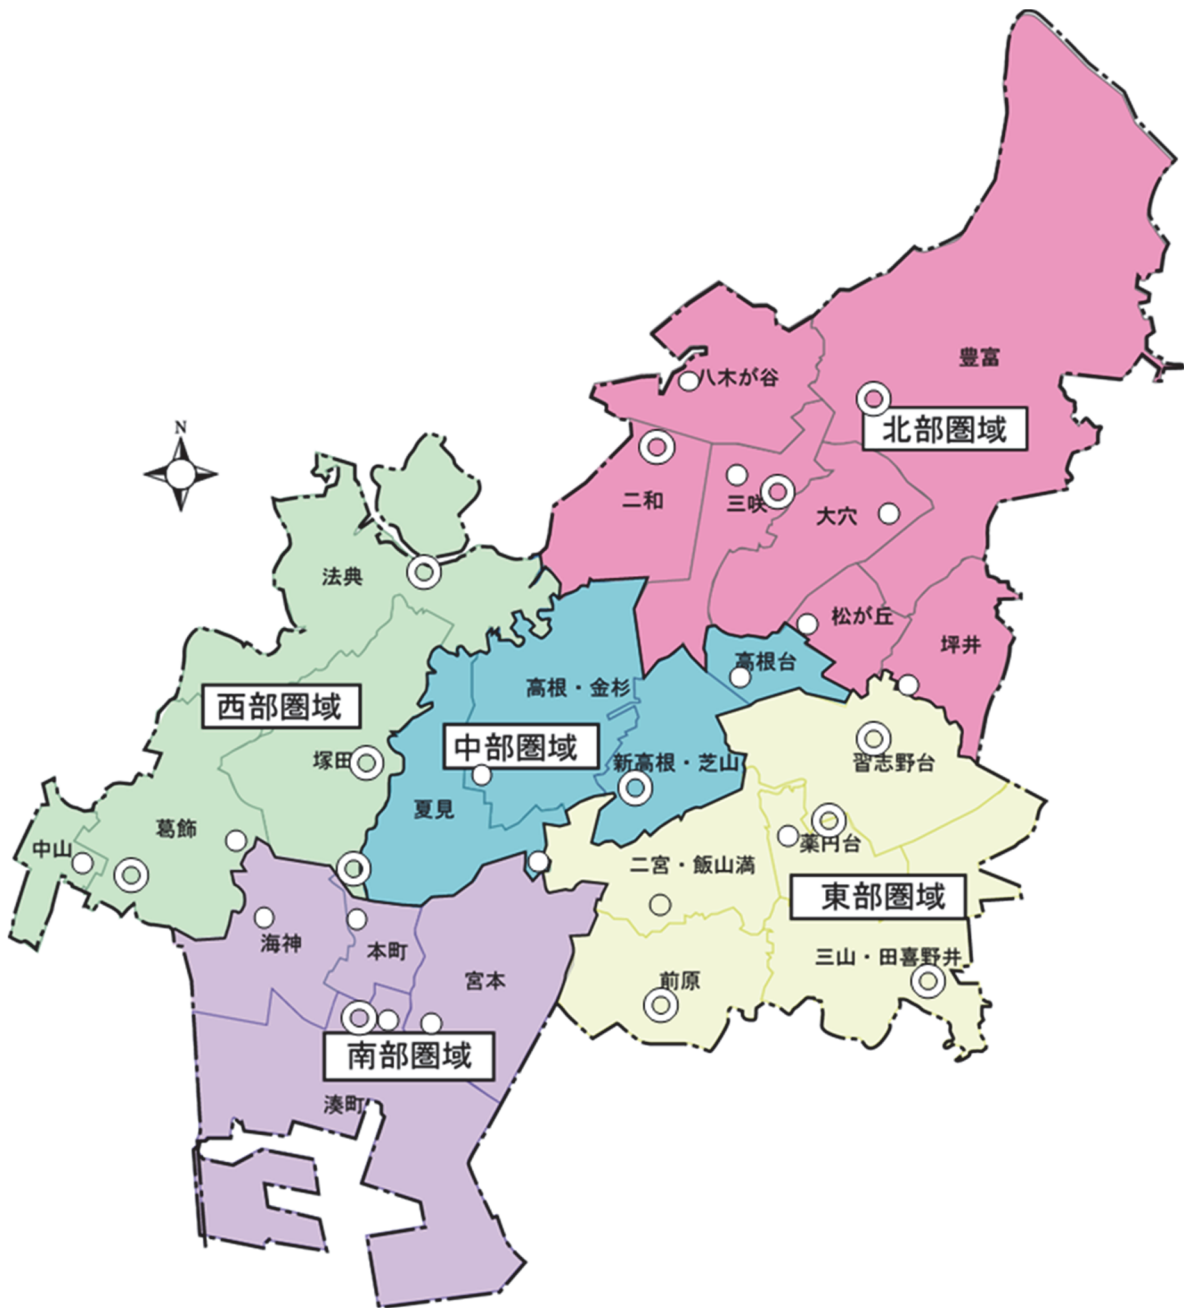 豊富
八木が谷
北部圏域
N
二和
三咲
大穴
法典
松が丘
坪井
高根台
高根・金杉
西部圏域
中部圏域
塚田
新高根・芝山
習志野台
夏見
葛飾
中山
薬円台
二宮・飯山満
東部圏域
海神
本町
宮本
前原
三山・田喜野井
南部圏域
湊町